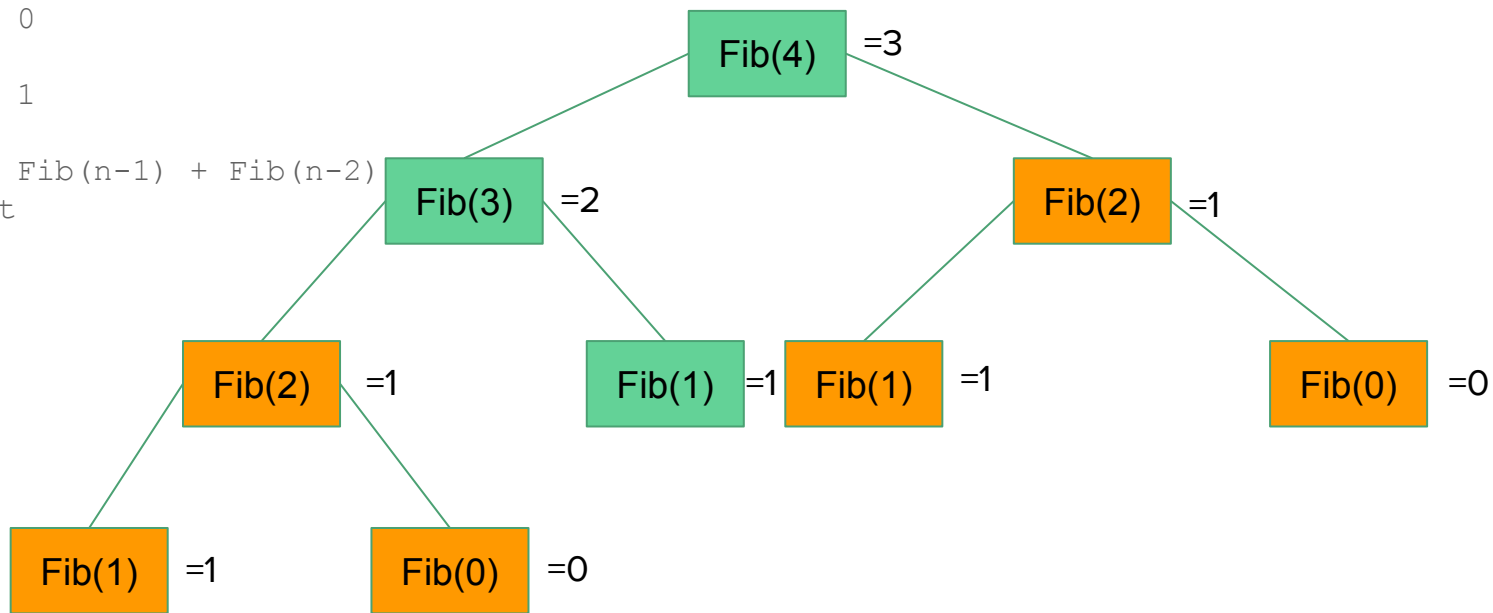 0
Fib(4) =3
1
Fib(n-1) + Fib(n-2)
t
Fib(3) =2
Fib(2) =1
Fib(2) =1
Fib(1) =1
Fib(1) =1
Fib(0) =0
Fib(1) =1
Fib(0) =0